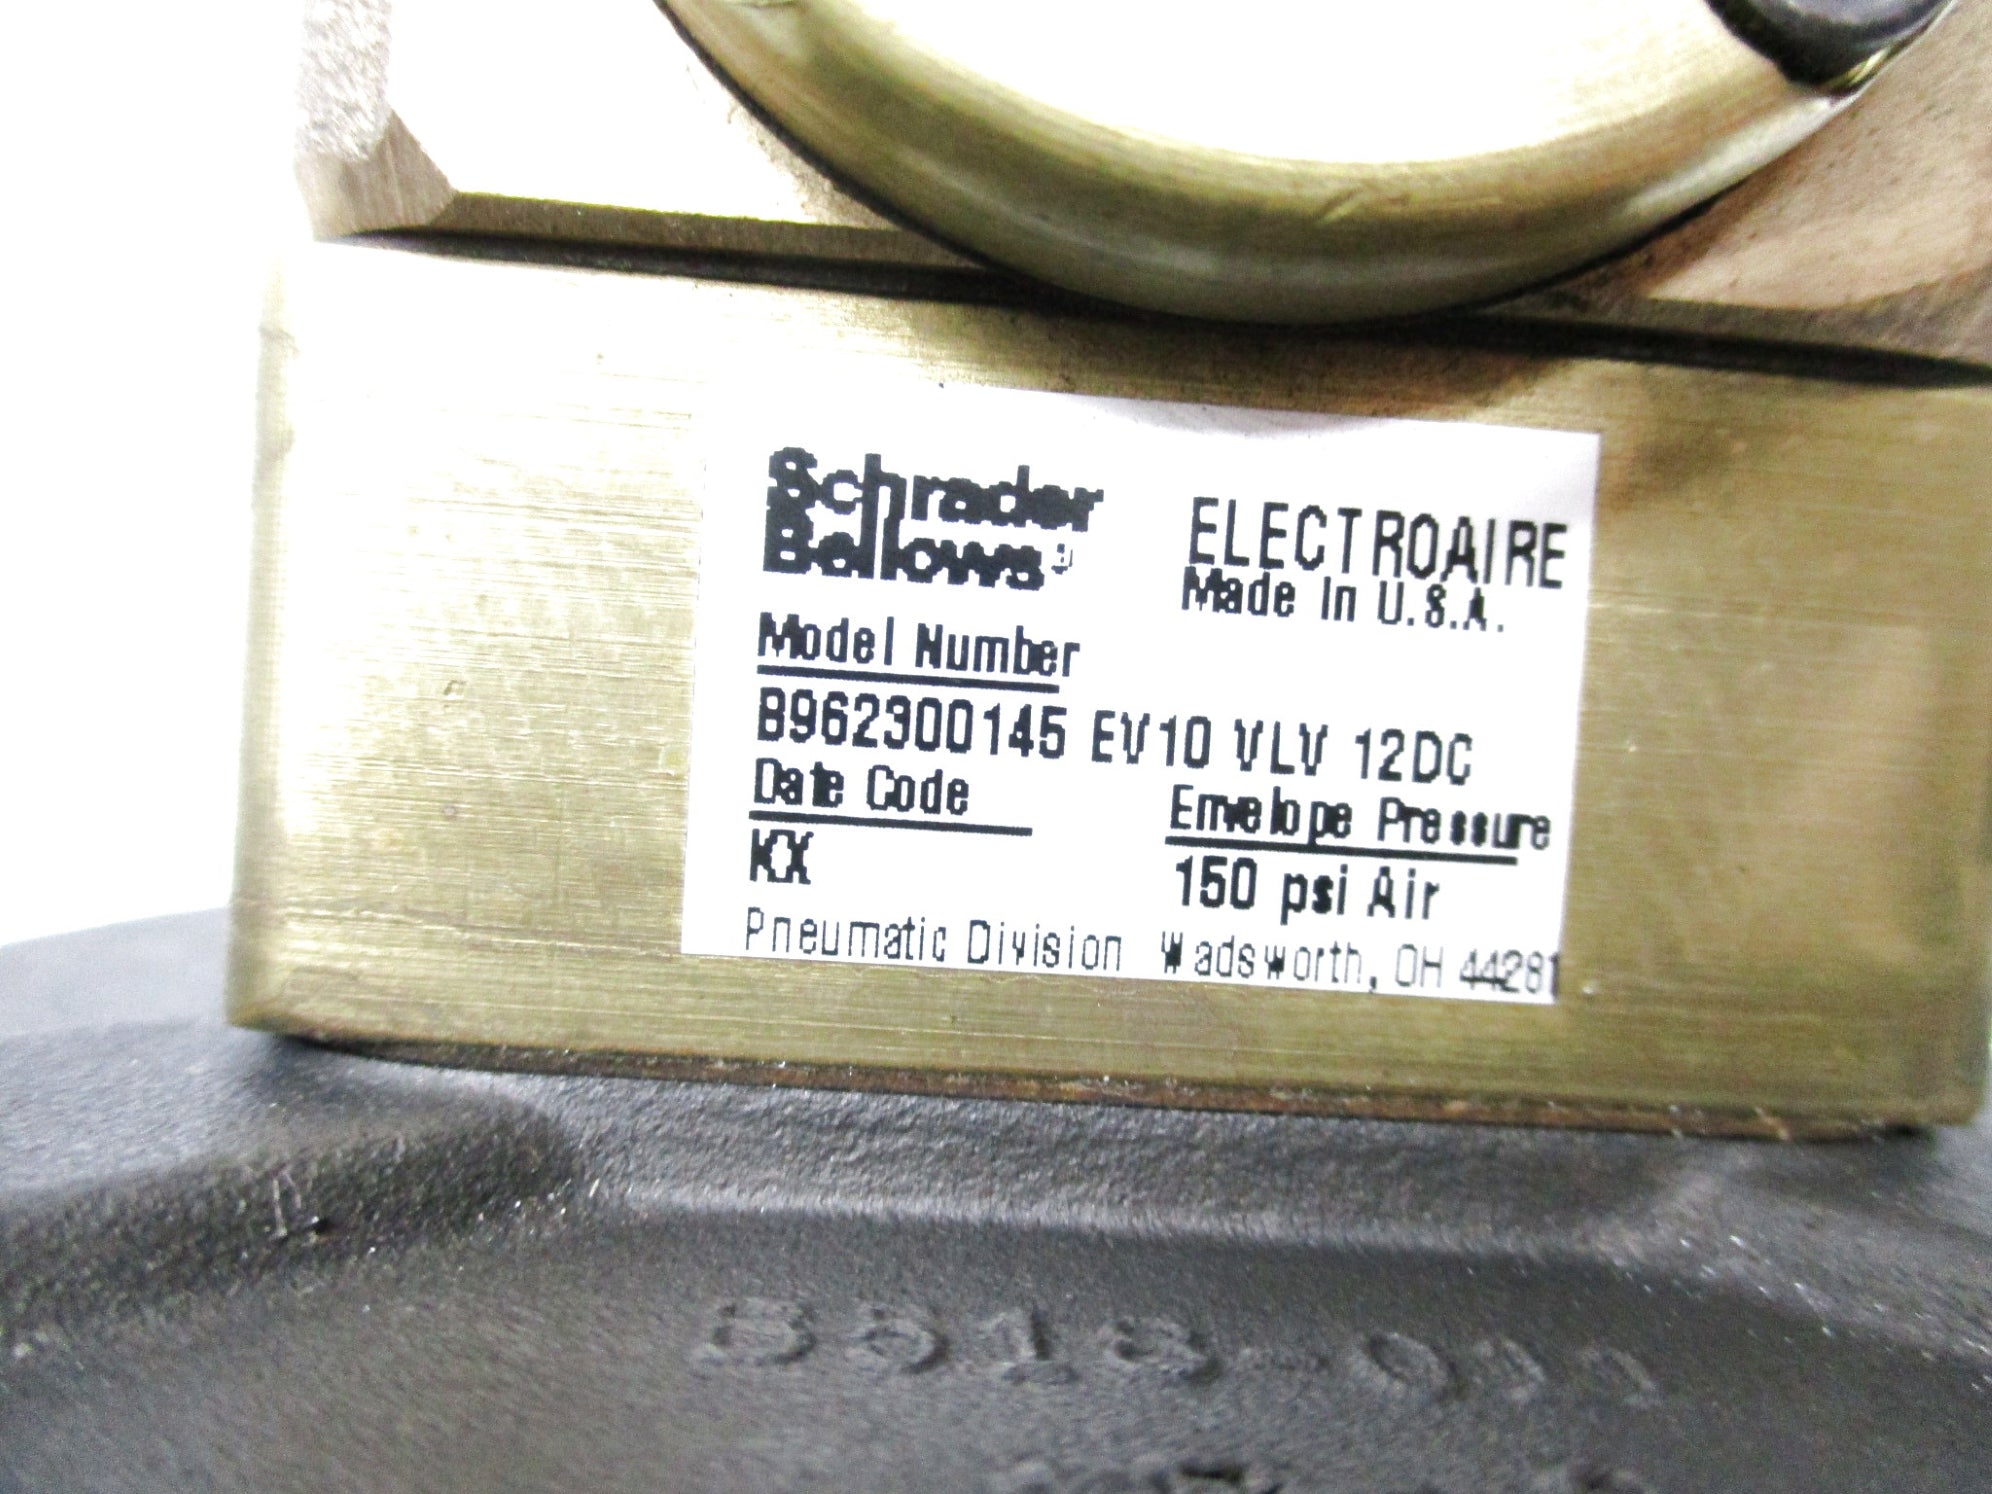 Schrader
Bellows
ELECTROAIRE
Made In U.S.A.
Model Number
B962300145 EV10 VLV 12DC
Date Code
Envelope Pressure
KX
150 psi Air
Pneumatic Division Wadsworth, OH 44281